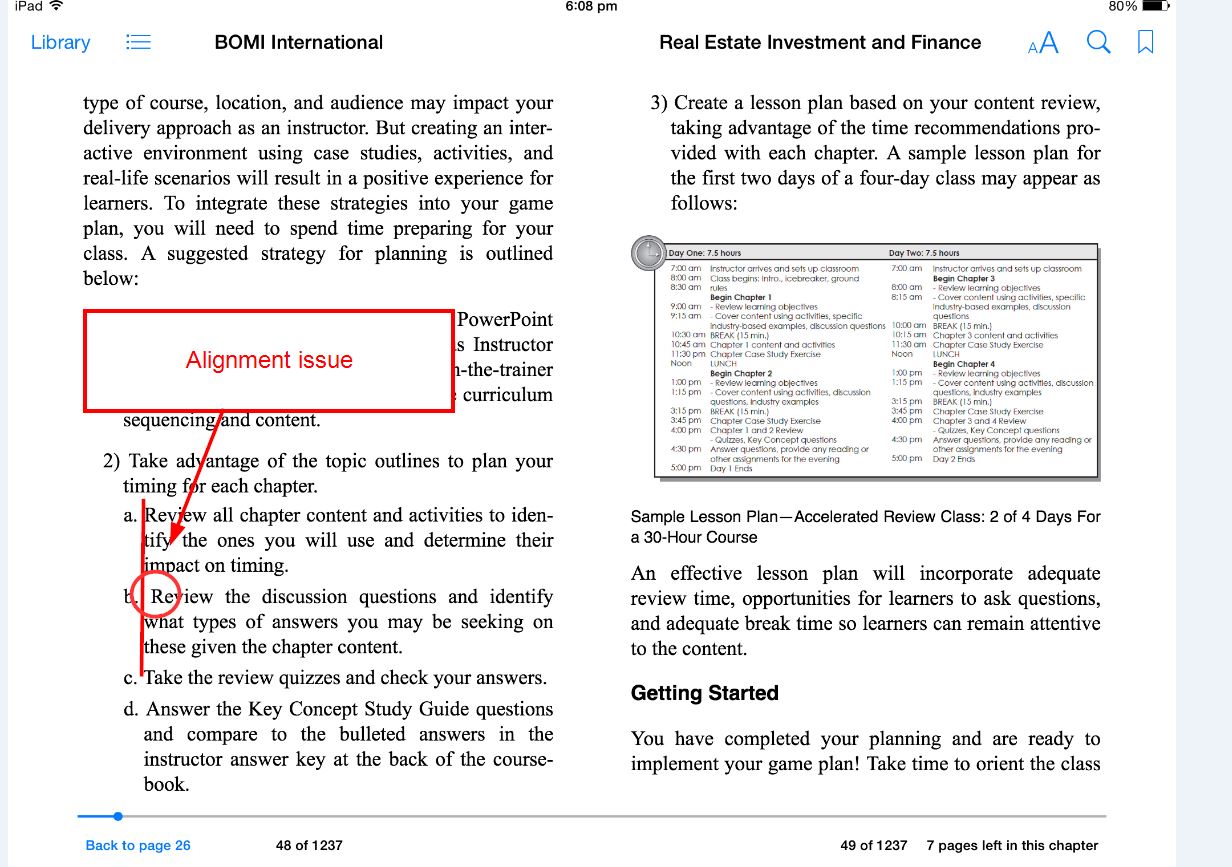 iPad 6:08 pm 80%
Library BOMI International Real Estate Investment and Finance AA
type of course, location, and audience may impact your
delivery approach as an instructor. But creating an inter-
active environment using case studies, activities, and
real-life scenarios will result in a positive experience for
learners. To integrate these strategies into your game
plan, you will need to spend time preparing for your
class. A suggested strategy for planning is outlined
below:
PowerPoint
s Instructor
n-the-trainer
curriculum
Alignment issue
sequencing and content.
2) Take advantage of the topic outlines to plan your
timing for each chapter.
a. Review all chapter content and activities to iden-
tify the ones you will use and determine their
impact on timing.
b. Review the discussion questions and identify
what types of answers you may be seeking on
these given the chapter content.
c. Take the review quizzes and check your answers.
d. Answer the Key Concept Study Guide questions
and compare to the bulleted answers in the
instructor answer key at the back of the course-
book.
3) Create a lesson plan based on your content review,
taking advantage of the time recommendations pro-
vided with each chapter. A sample lesson plan for
the first two days of a four-day class may appear as
follows:
Day One: 7.5 hours
7:00 am Instructor arrives and sets up classroom
8:00 am Class begins: Intro., icebreaker, ground
8:30 am rules
Begin Chapter 1
9:00 am - Review learning objectives
9:15 am - Cover content using activities, specific
industry-based examples, discussion questions
10:30 am BREAK (15 min.)
10:45 am Chapter 1 content and activities
11:30 pm Chapter Case Study Exercise
Noon LUNCH
Begin Chapter 2
1:00 pm - Review learning objectives
1:15 pm - Cover content using activities, discussion
questions, industry examples
3:15 pm BREAK (15 min.)
3:45 pm Chapter Case Study Exercise
4:00 pm Chapter 1 and 2 Review
- Quizzes, Key Concept questions
4:30 pm Answer questions, provide any reading or
other assignments for the evening
5:00 pm Day 1 Ends
Day Two: 7.5 hours
7:00 am Instructor arrives and sets up classroom
Begin Chapter 3
8:00 am - Review learning objectives
8:15 am - Cover content using activities, specific
industry-based examples, discussion
questions
10:00 am BREAK (15 min.)
10:15 am Chapter 3 content and activities
11:30 am Chapter Case Study Exercise
Noon LUNCH
Begin Chapter 4
1:00 pm - Review learning objectives
1:15 pm - Cover content using activities, discussion
questions, industry examples
3:15 pm BREAK (15 min.)
3:45 pm Chapter Case Study Exercise
4:00 pm Chapter 3 and 4 Review
- Quizzes, Key Concept questions
4:30 pm Answer questions, provide any reading or
other assignments for the evening
5:00 pm Day 2 Ends
Sample Lesson Plan—Accelerated Review Class: 2 of 4 Days For
a 30-Hour Course
An effective lesson plan will incorporate adequate
review time, opportunities for learners to ask questions,
and adequate break time so learners can remain attentive
to the content.
Getting Started
You have completed your planning and are ready to
implement your game plan! Take time to orient the class
Back to page 26 48 of 1237 49 of 1237 7 pages left in this chapter